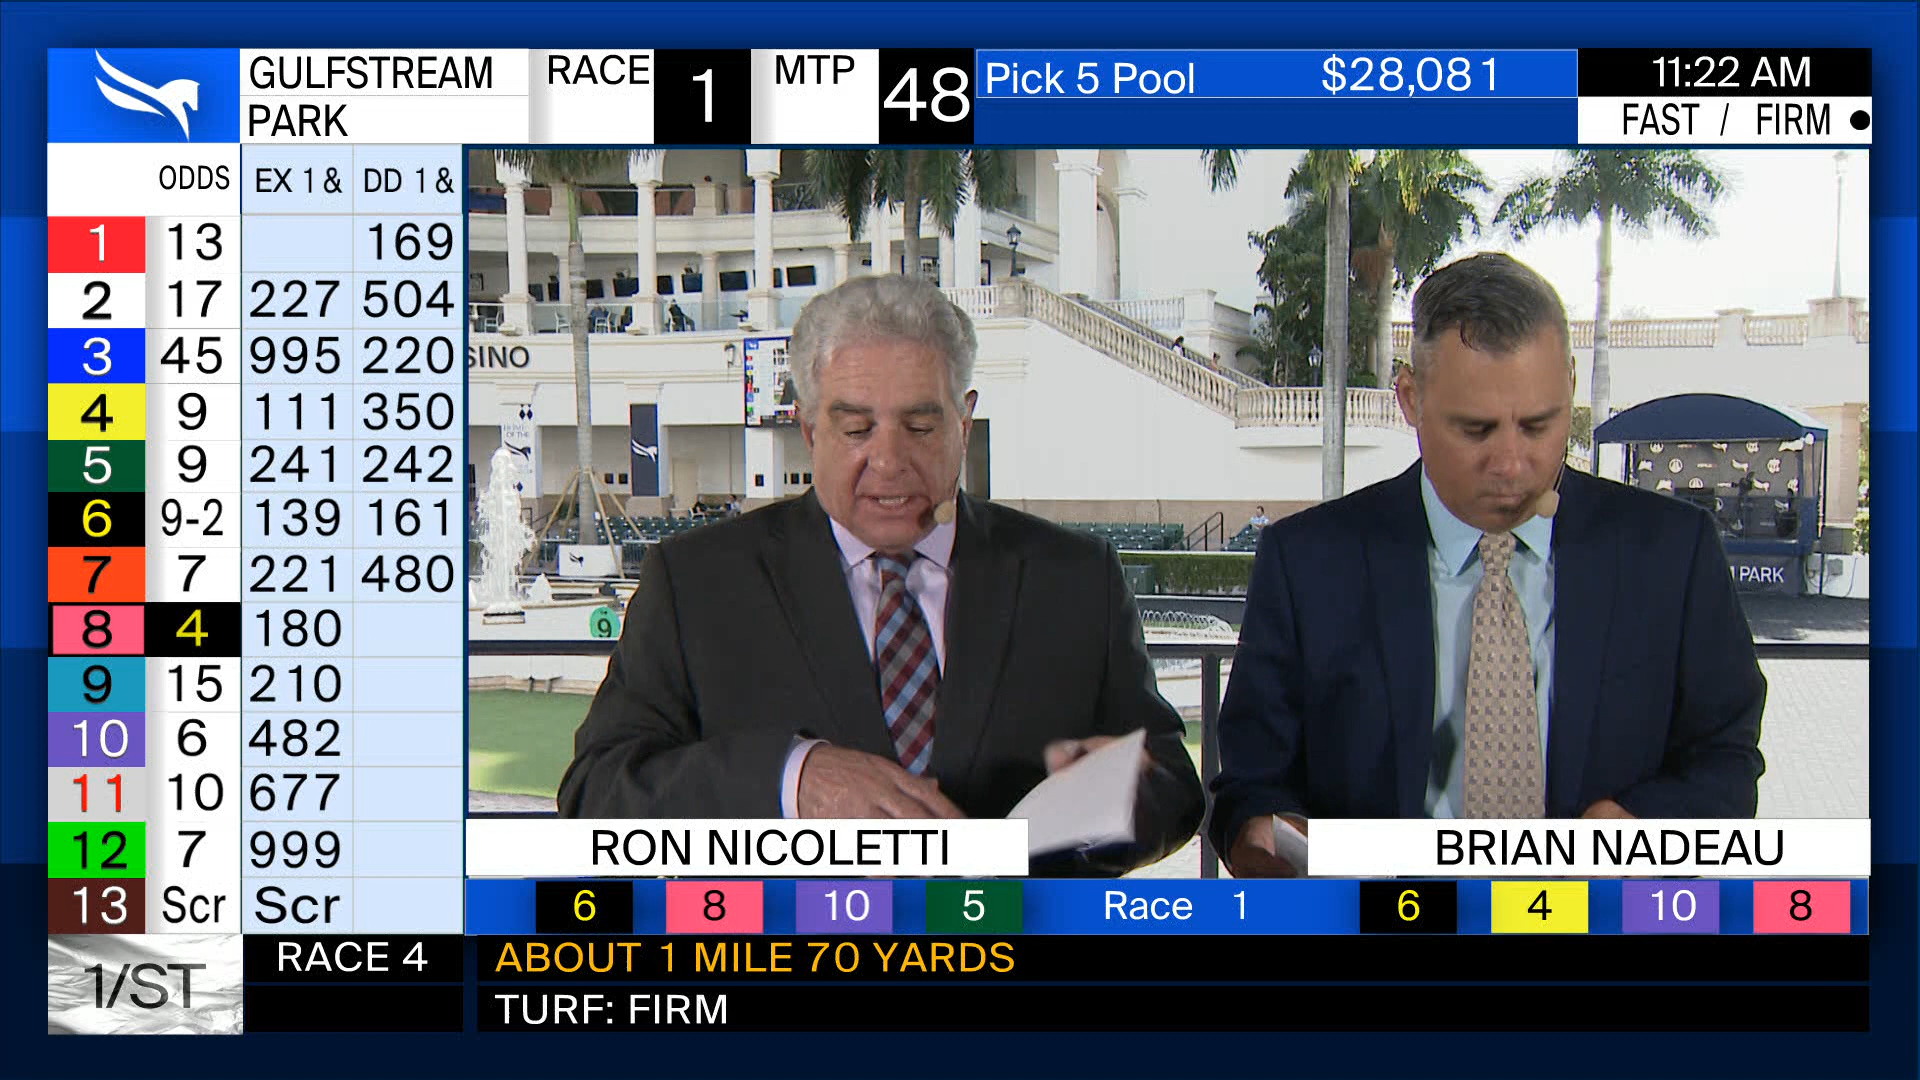 GULFSTREAM PARK
RACE 1 MTP 48
Pick 5 Pool $28,081
11:22 AM
FAST / FIRM
ODDS EX 1 & DD 1 &
1 13 169
2 17 227 504
3 45 995 220
4 9 111 350
5 9 241 242
6 9-2 139 161
7 7 221 480
8 4 180
9 15 210
10 6 482
11 10 677
12 7 999
13 Scr Scr
SINO
9
PARK
RON NICOLETTI
BRIAN NADEAU
6 8 10 5 Race 1 6 4 10 8
1/ST
RACE 4
ABOUT 1 MILE 70 YARDS
TURF: FIRM